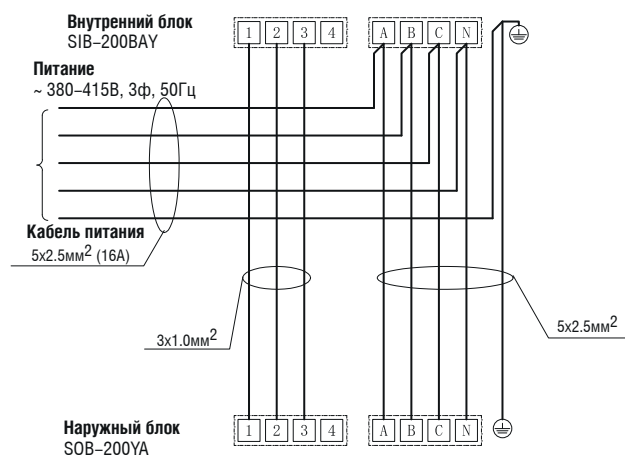 Внутренний блок
SIB–200BAY
1 2 3 4 A B C N
Питание
~ 380–415В, 3ф, 50Гц
Кабель питания
5x2.5мм2 (16А)
3x1.0мм2
5x2.5мм2
Наружный блок
SOB–200YA
1 2 3 4 A B C N